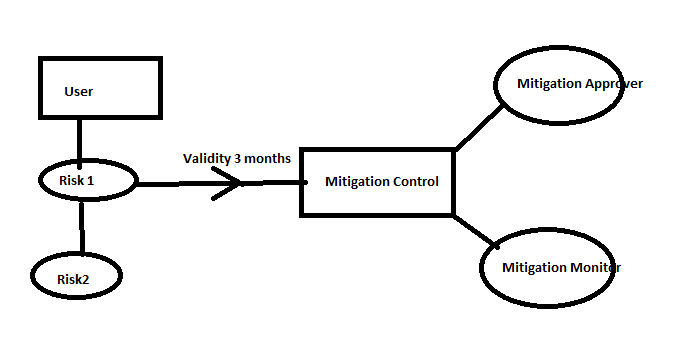 User
Mitigation Approver
Validity 3 months
Risk 1
Mitigation Control
Risk2
Mitigation Monitor